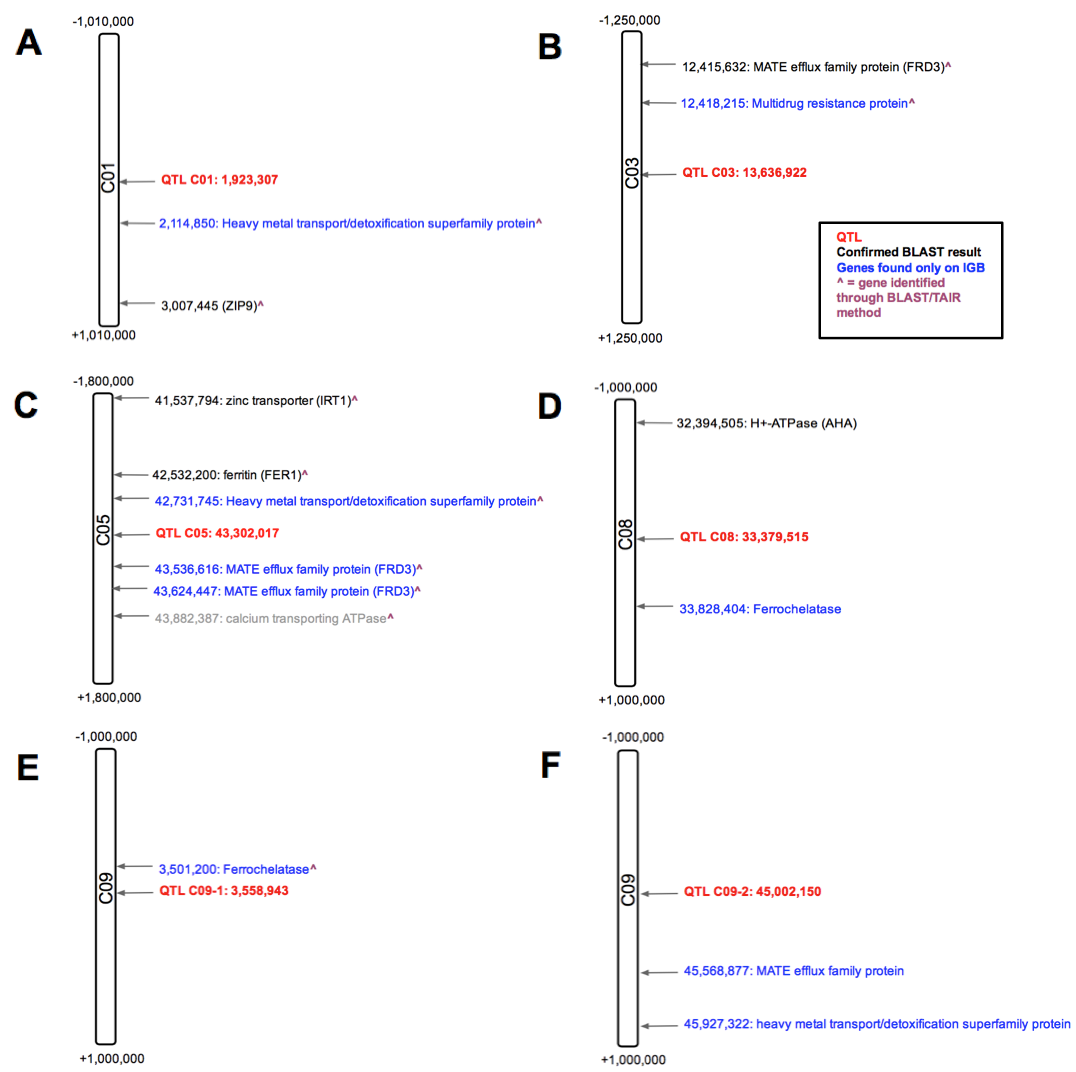 A
-1,010,000
C01
QTL C01: 1,923,307
2,114,850: Heavy metal transport/detoxification superfamily protein^
3,007,445 (ZIP9)^
+1,010,000
B
-1,250,000
12,415,632: MATE efflux family protein (FRD3)^
12,418,215: Multidrug resistance protein^
C03
QTL C03: 13,636,922
+1,250,000
QTL
Confirmed BLAST result
Genes found only on IGB
^ = gene identified
through BLAST/TAIR
method
C
-1,800,000
41,537,794: zinc transporter (IRT1)^
42,532,200: ferritin (FER1)^
42,731,745: Heavy metal transport/detoxification superfamily protein^
C05
QTL C05: 43,302,017
43,536,616: MATE efflux family protein (FRD3)^
43,624,447: MATE efflux family protein (FRD3)^
43,882,387: calcium transporting ATPase^
+1,800,000
D
-1,000,000
32,394,505: H+-ATPase (AHA)
C08
QTL C08: 33,379,515
33,828,404: Ferrochelatase
+1,000,000
E
-1,000,000
3,501,200: Ferrochelatase^
C09
QTL C09-1: 3,558,943
+1,000,000
F
-1,000,000
C09
QTL C09-2: 45,002,150
45,568,877: MATE efflux family protein
45,927,322: heavy metal transport/detoxification superfamily protein
+1,000,000